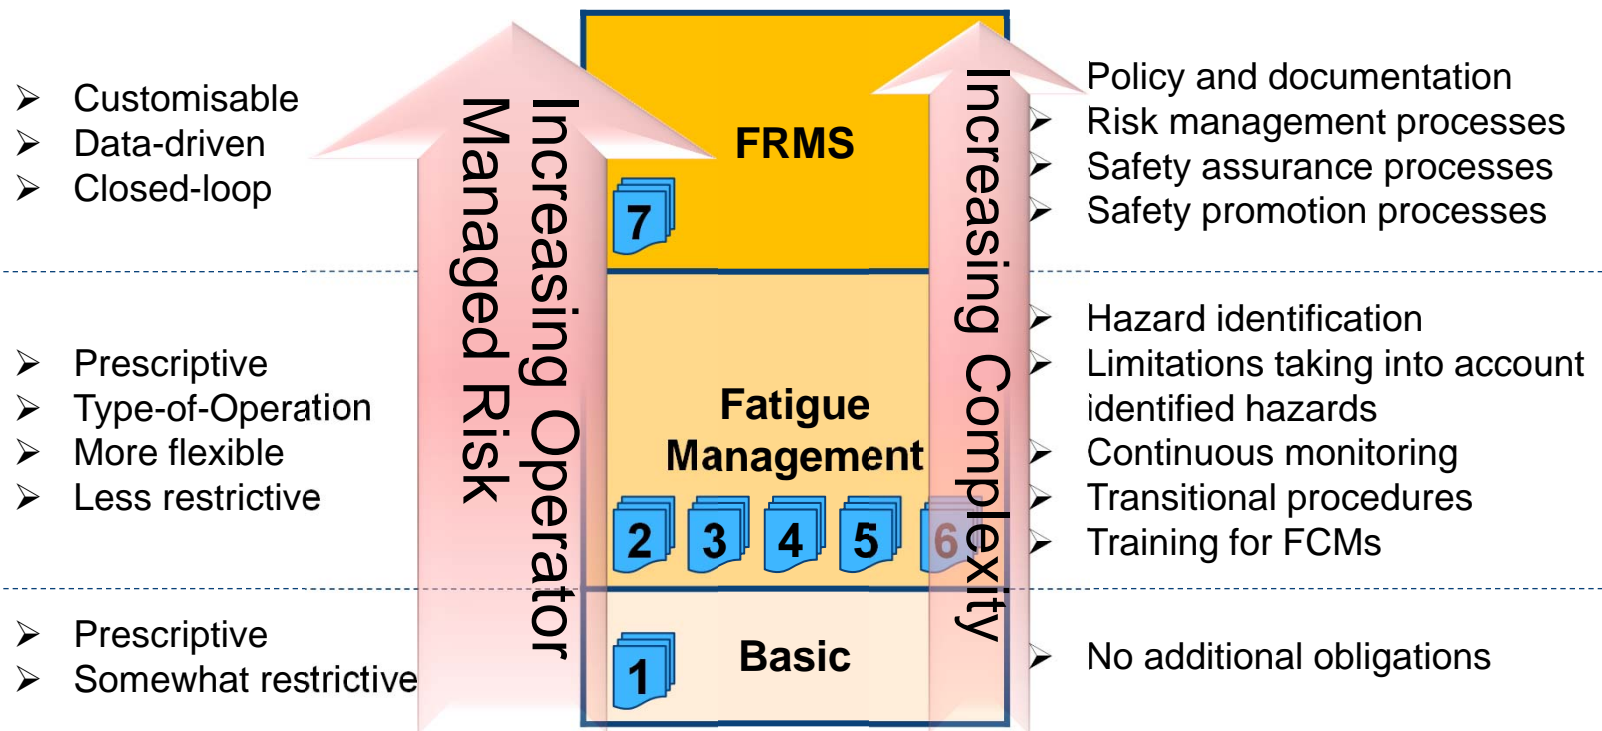 ➢ Customisable
➢ Data-driven
➢ Closed-loop
FRMS
7
Policy and documentation
➢ Risk management processes
➢ Safety assurance processes
➢ Safety promotion processes
Increasing Operator
Managed Risk
Increasing Complexity
➢ Prescriptive
➢ Type-of-Operation
➢ More flexible
➢ Less restrictive
Fatigue
Management
2 3 4 5 6
➢ Hazard identification
➢ Limitations taking into account
identified hazards
➢ Continuous monitoring
➢ Transitional procedures
➢ Training for FCMs
➢ Prescriptive
➢ Somewhat restrictive
1
Basic
➢ No additional obligations